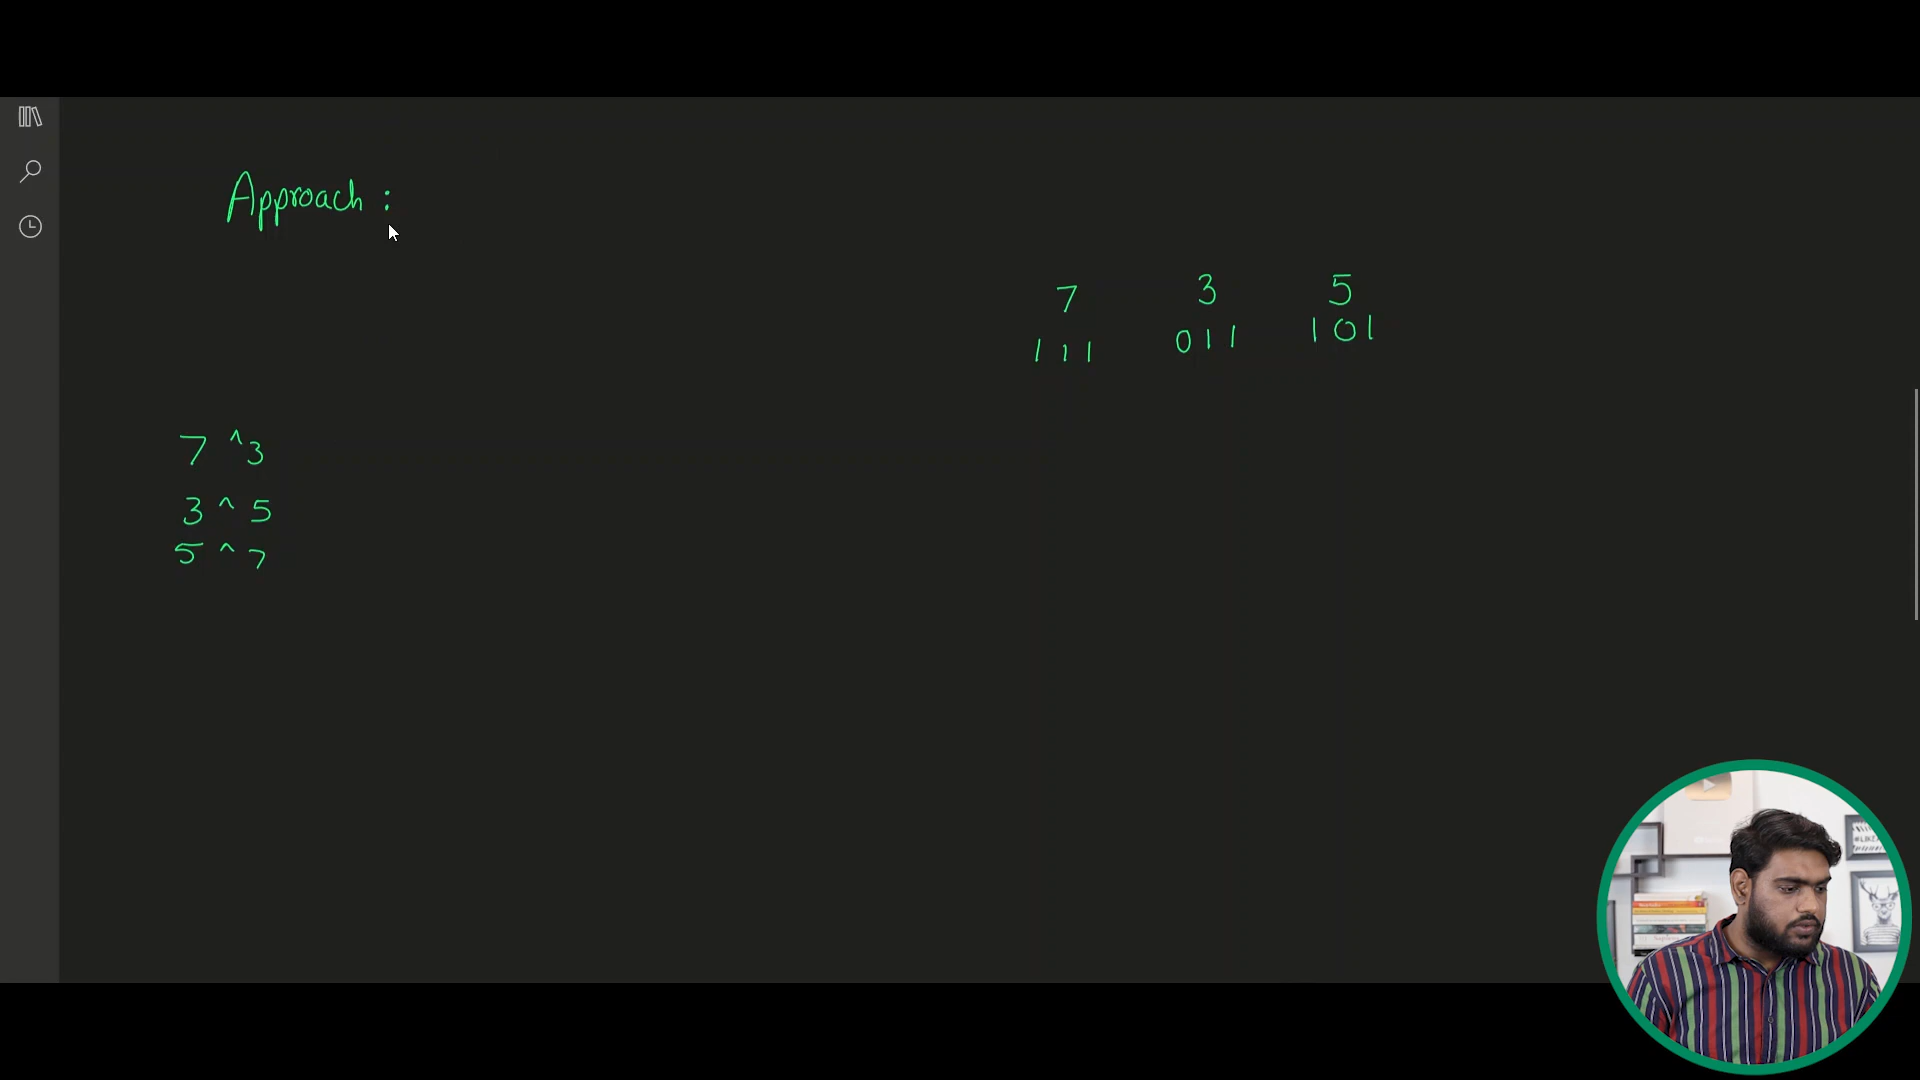 Approach :
7 3 5
111 011 101
7 ^ 3
3 ^ 5
5 ^ 7